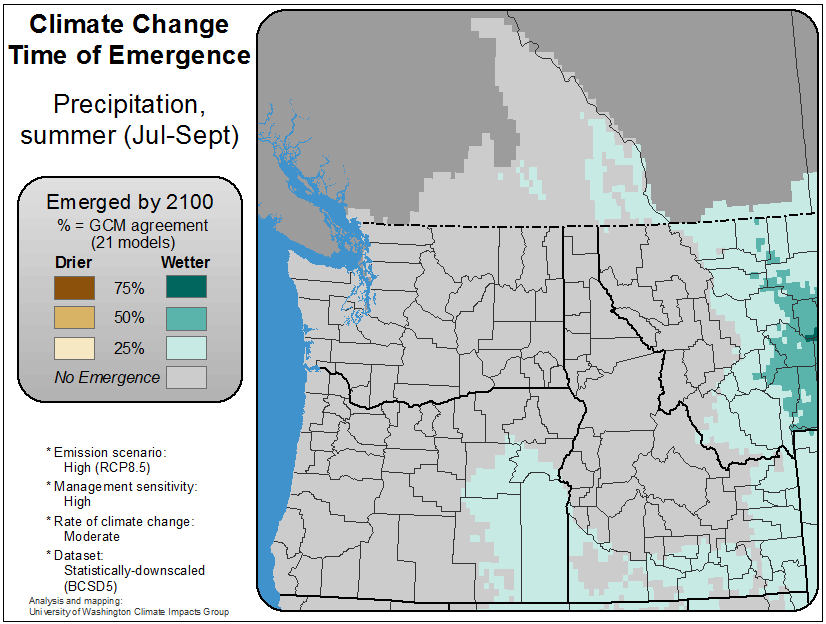 Climate Change
Time of Emergence
Precipitation,
summer (Jul-Sept)
Emerged by 2100
% = GCM agreement
(21 models)
Drier Wetter
75%
50%
25%
No Emergence
* Emission scenario:
High (RCP8.5)
* Management sensitivity:
High
* Rate of climate change:
Moderate
* Dataset:
Statistically-downscaled
(BCSD5)
Analysis and mapping:
University of Washington Climate Impacts Group